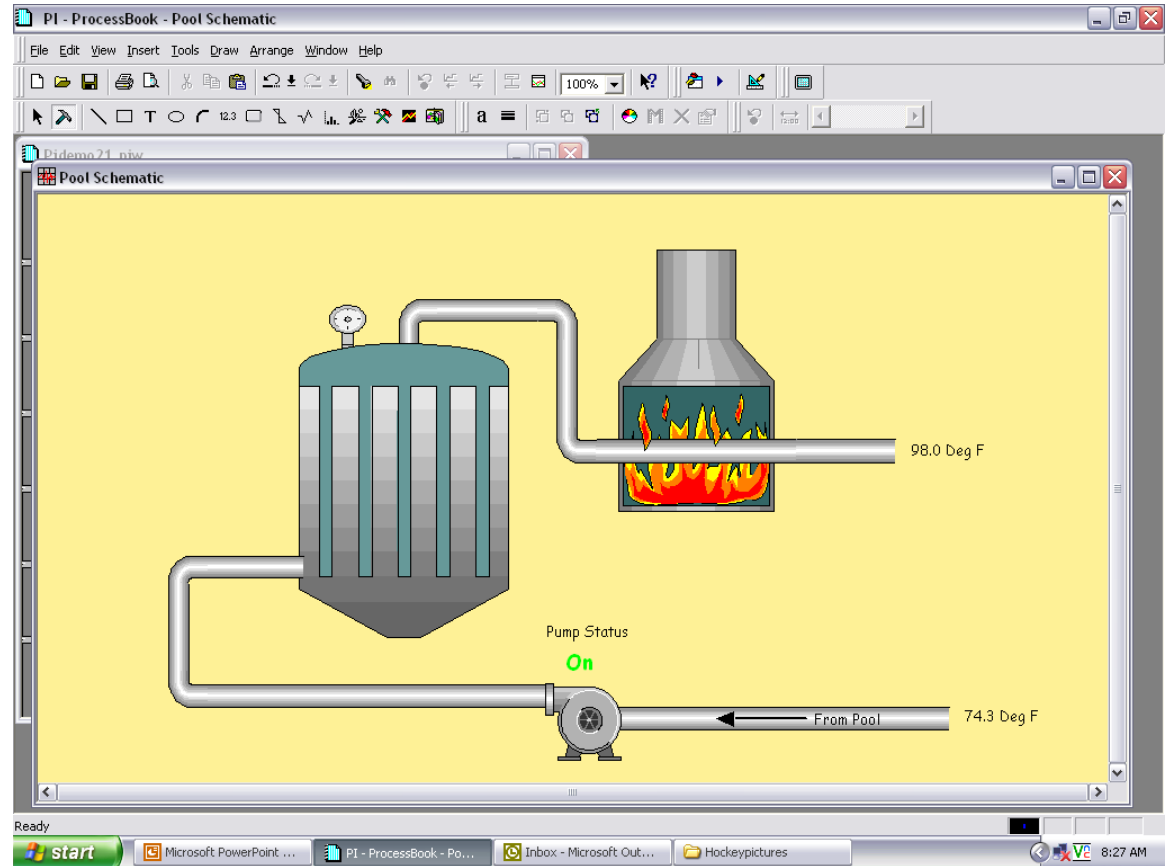 PI - ProcessBook - Pool Schematic
File Edit View Insert Tools Draw Arrange Window Help
100%
T 12.3 a
Pidemo21.piw
Pool Schematic
98.0 Deg F
Pump Status
On
From Pool
74.3 Deg F
Ready
start Microsoft PowerPoint ... PI - ProcessBook - Po... Inbox - Microsoft Out... Hockeypictures 8:27 AM